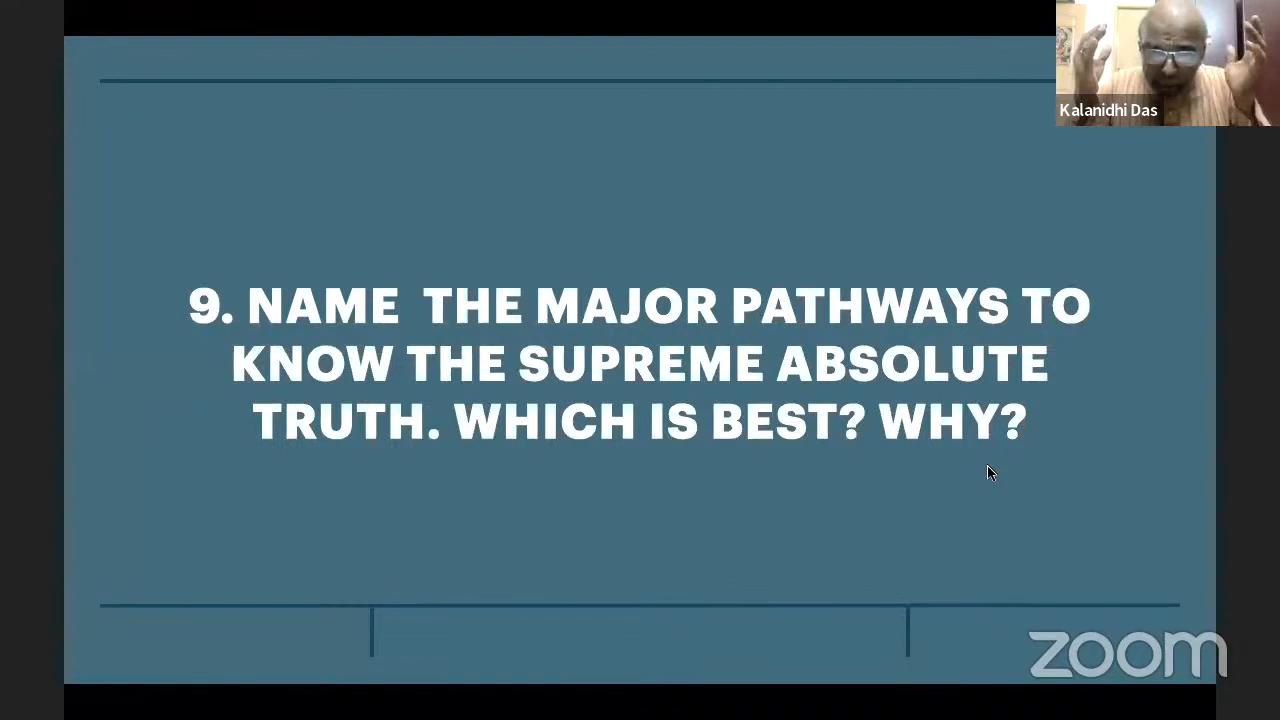 Kalanidhi Das
9. NAME THE MAJOR PATHWAYS TO
KNOW THE SUPREME ABSOLUTE
TRUTH. WHICH IS BEST? WHY?
zoom